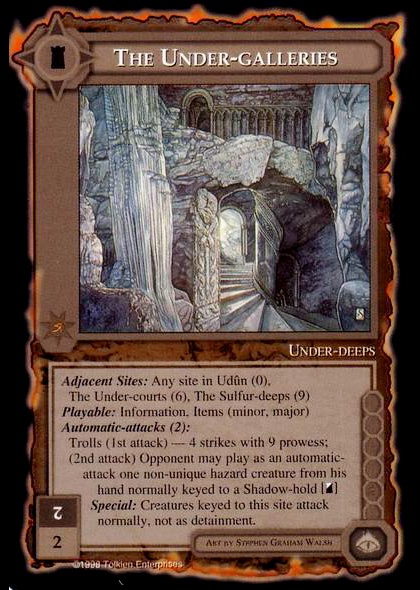 THE UNDER-GALLERIES
UNDER-DEEPS
Adjacent Sites: Any site in Udûn (0),
The Under-courts (6), The Sulfur-deeps (9)
Playable: Information, Items (minor, major)
Automatic-attacks (2):
Trolls (1st attack) –– 4 strikes with 9 prowess;
(2nd attack) Opponent may play as an automatic-
attack one non-unique hazard creature from his
hand normally keyed to a Shadow-hold []
Special: Creatures keyed to this site attack
normally, not as detainment.
2
2
ART BY STEPHEN GRAHAM WALSH
©1998 Tolkien Enterprises